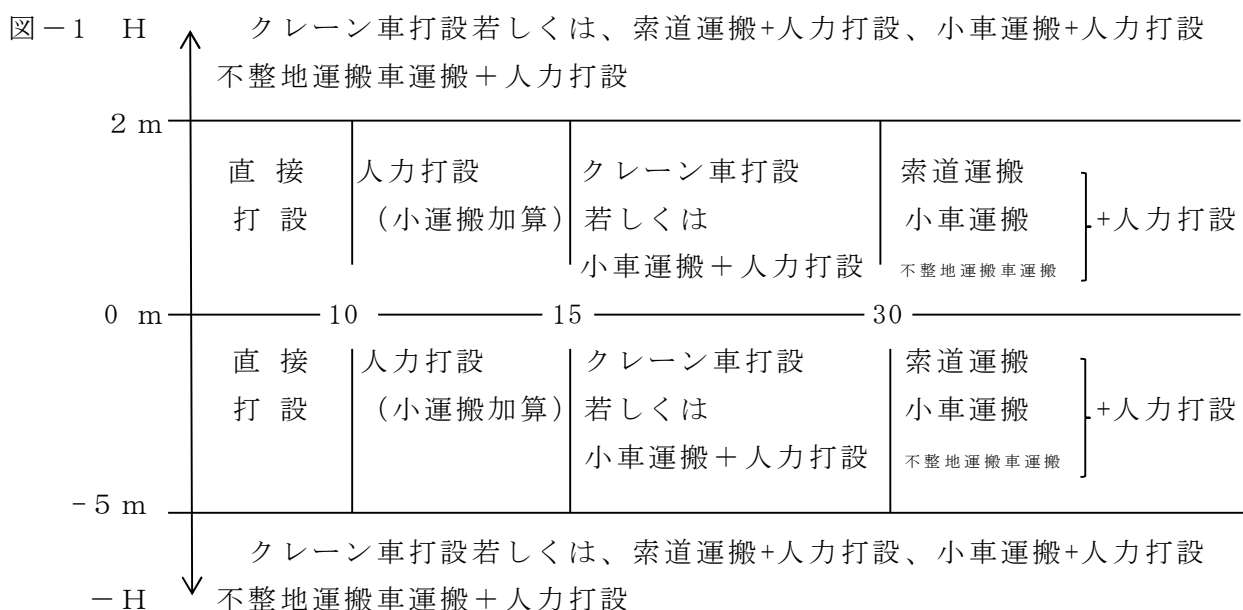 図－1 H クレーン車打設若しくは、索道運搬+人力打設、小車運搬+人力打設
不整地運搬車運搬＋人力打設
2 m
直 接 人力打設 クレーン車打設 索道運搬
打 設 （小運搬加算） 若しくは 小車運搬 +人力打設
小車運搬＋人力打設 不整地運搬車運搬
0 m 10 15 30
直 接 人力打設 クレーン車打設 索道運搬
打 設 （小運搬加算） 若しくは 小車運搬 +人力打設
小車運搬＋人力打設 不整地運搬車運搬
-5 m
クレーン車打設若しくは、索道運搬+人力打設、小車運搬+人力打設
－H 不整地運搬車運搬＋人力打設